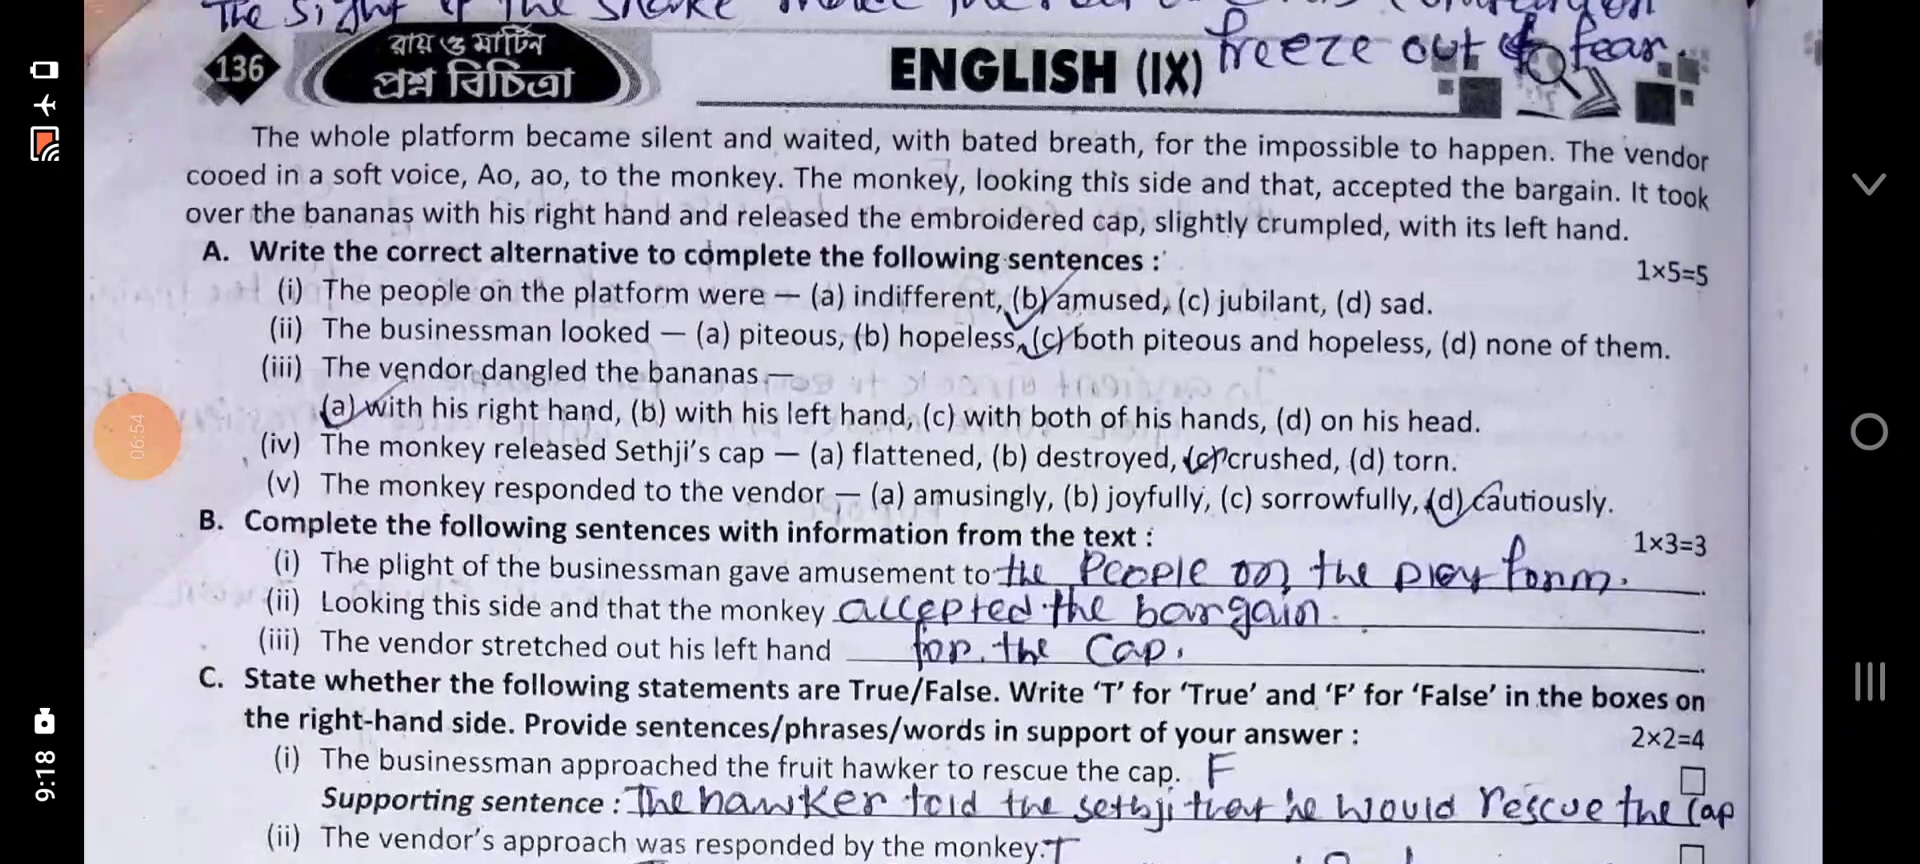 The sight of the snake made the
freeze out of fear.
136
রায় ও মার্টিন
প্রশ্ন বিচিত্রা
ENGLISH (IX)
The whole platform became silent and waited, with bated breath, for the impossible to happen. The vendor
cooed in a soft voice, Ao, ao, to the monkey. The monkey, looking this side and that, accepted the bargain. It took
over the bananas with his right hand and released the embroidered cap, slightly crumpled, with its left hand.
A. Write the correct alternative to complete the following sentences : 1×5=5
(i) The people on the platform were — (a) indifferent, (b) amused, (c) jubilant, (d) sad.
(ii) The businessman looked — (a) piteous, (b) hopeless, (c) both piteous and hopeless, (d) none of them.
(iii) The vendor dangled the bananas —
(a) with his right hand, (b) with his left hand, (c) with both of his hands, (d) on his head.
(iv) The monkey released Sethji's cap — (a) flattened, (b) destroyed, (c) crushed, (d) torn.
(v) The monkey responded to the vendor — (a) amusingly, (b) joyfully, (c) sorrowfully, (d) cautiously.
B. Complete the following sentences with information from the text : 1×3=3
(i) The plight of the businessman gave amusement to the People on the platform.
(ii) Looking this side and that the monkey accepted the bargain.
(iii) The vendor stretched out his left hand for the Cap.
C. State whether the following statements are True/False. Write 'T' for 'True' and 'F' for 'False' in the boxes on
the right-hand side. Provide sentences/phrases/words in support of your answer : 2×2=4
(i) The businessman approached the fruit hawker to rescue the cap. F
Supporting sentence : The hawker told the sethji that he would rescue the Cap
(ii) The vendor's approach was responded by the monkey. T
06:54
9:18